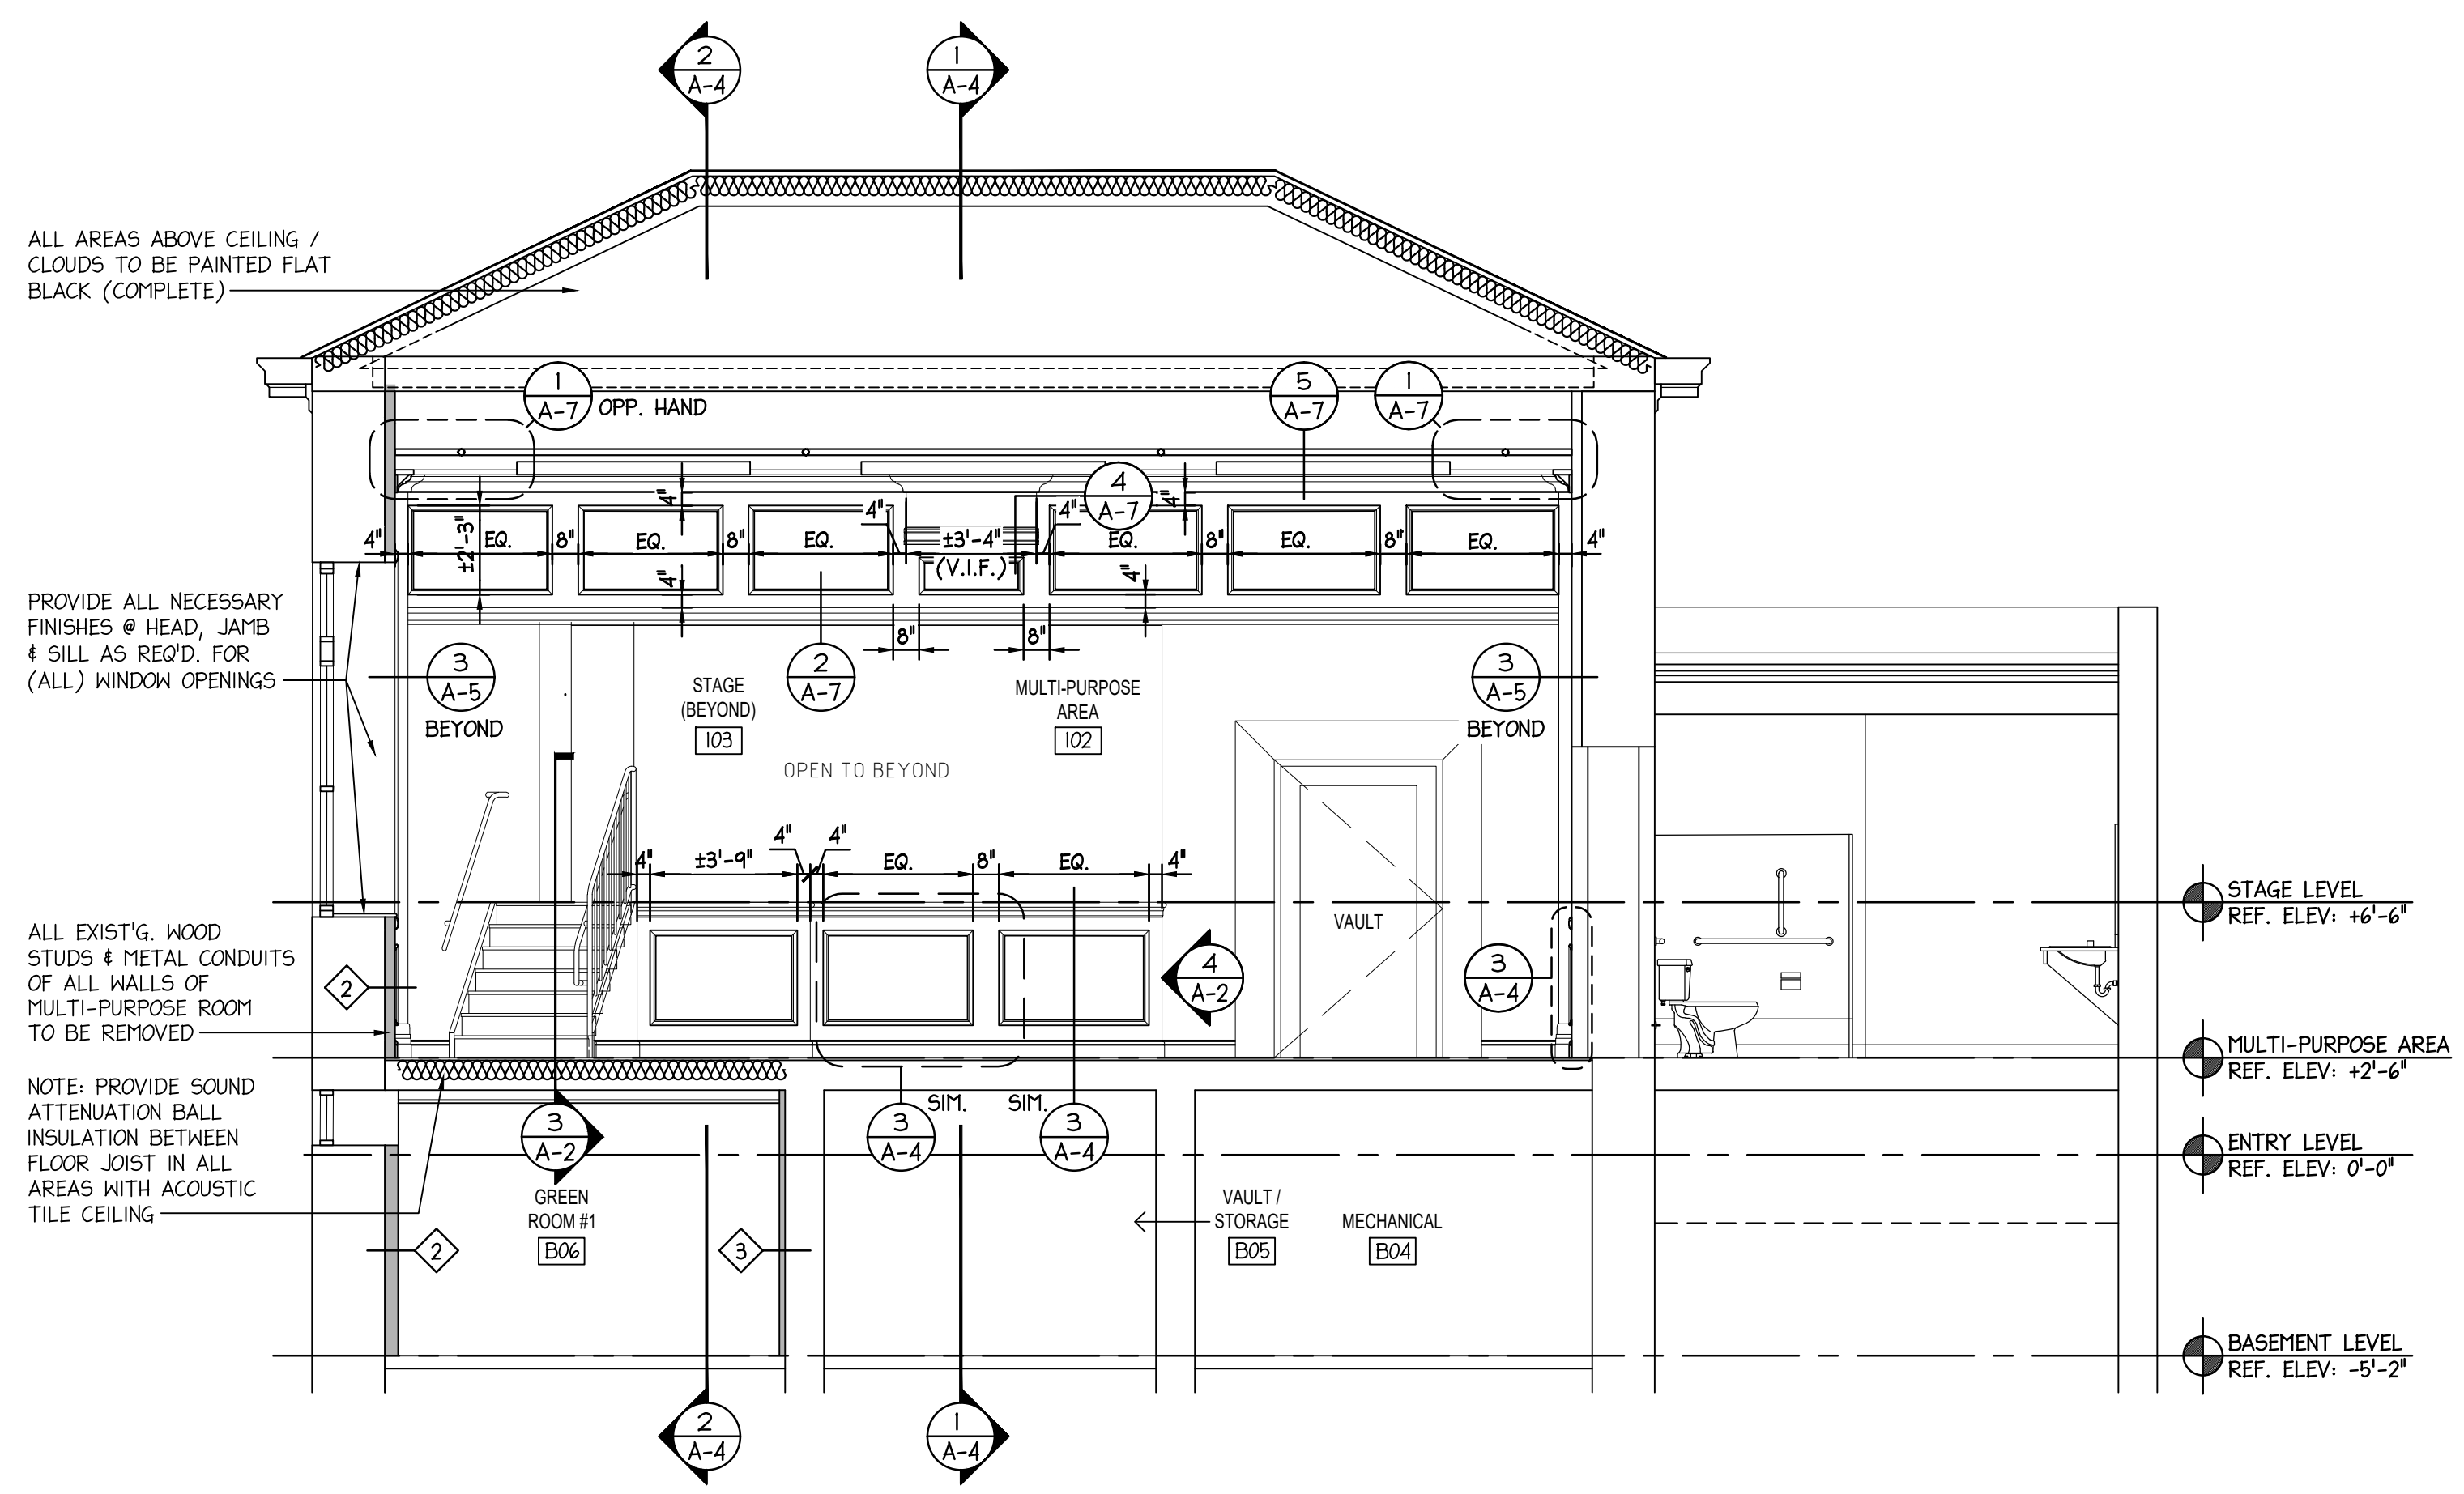 2
A-4
1
A-4
ALL AREAS ABOVE CEILING /
CLOUDS TO BE PAINTED FLAT
BLACK (COMPLETE)
1
A-7
OPP. HAND
5
A-7
1
A-7
4
A-7
4"
4"
4"
4"
±2'-3"
4"
EQ.
8"
EQ.
8"
EQ.
±3'-4"
(V.I.F.)
EQ.
8"
EQ.
8"
EQ.
4"
4"
4"
8"
8"
PROVIDE ALL NECESSARY
FINISHES @ HEAD, JAMB
& SILL AS REQ'D. FOR
(ALL) WINDOW OPENINGS
3
A-5
BEYOND
STAGE
(BEYOND)
103
2
A-7
MULTI-PURPOSE
AREA
102
3
A-5
BEYOND
OPEN TO BEYOND
4"
4"
4"
±3'-9"
EQ.
8"
EQ.
4"
VAULT
STAGE LEVEL
REF. ELEV: +6'-6"
ALL EXIST'G. WOOD
STUDS & METAL CONDUITS
OF ALL WALLS OF
MULTI-PURPOSE ROOM
TO BE REMOVED
2
4
A-2
3
A-4
MULTI-PURPOSE AREA
REF. ELEV: +2'-6"
NOTE: PROVIDE SOUND
ATTENUATION BALL
INSULATION BETWEEN
FLOOR JOIST IN ALL
AREAS WITH ACOUSTIC
TILE CEILING
3
A-2
SIM.
3
A-4
SIM.
3
A-4
ENTRY LEVEL
REF. ELEV: 0'-0"
GREEN
ROOM #1
B06
2
3
VAULT /
STORAGE
B05
MECHANICAL
B04
BASEMENT LEVEL
REF. ELEV: -5'-2"
2
A-4
1
A-4